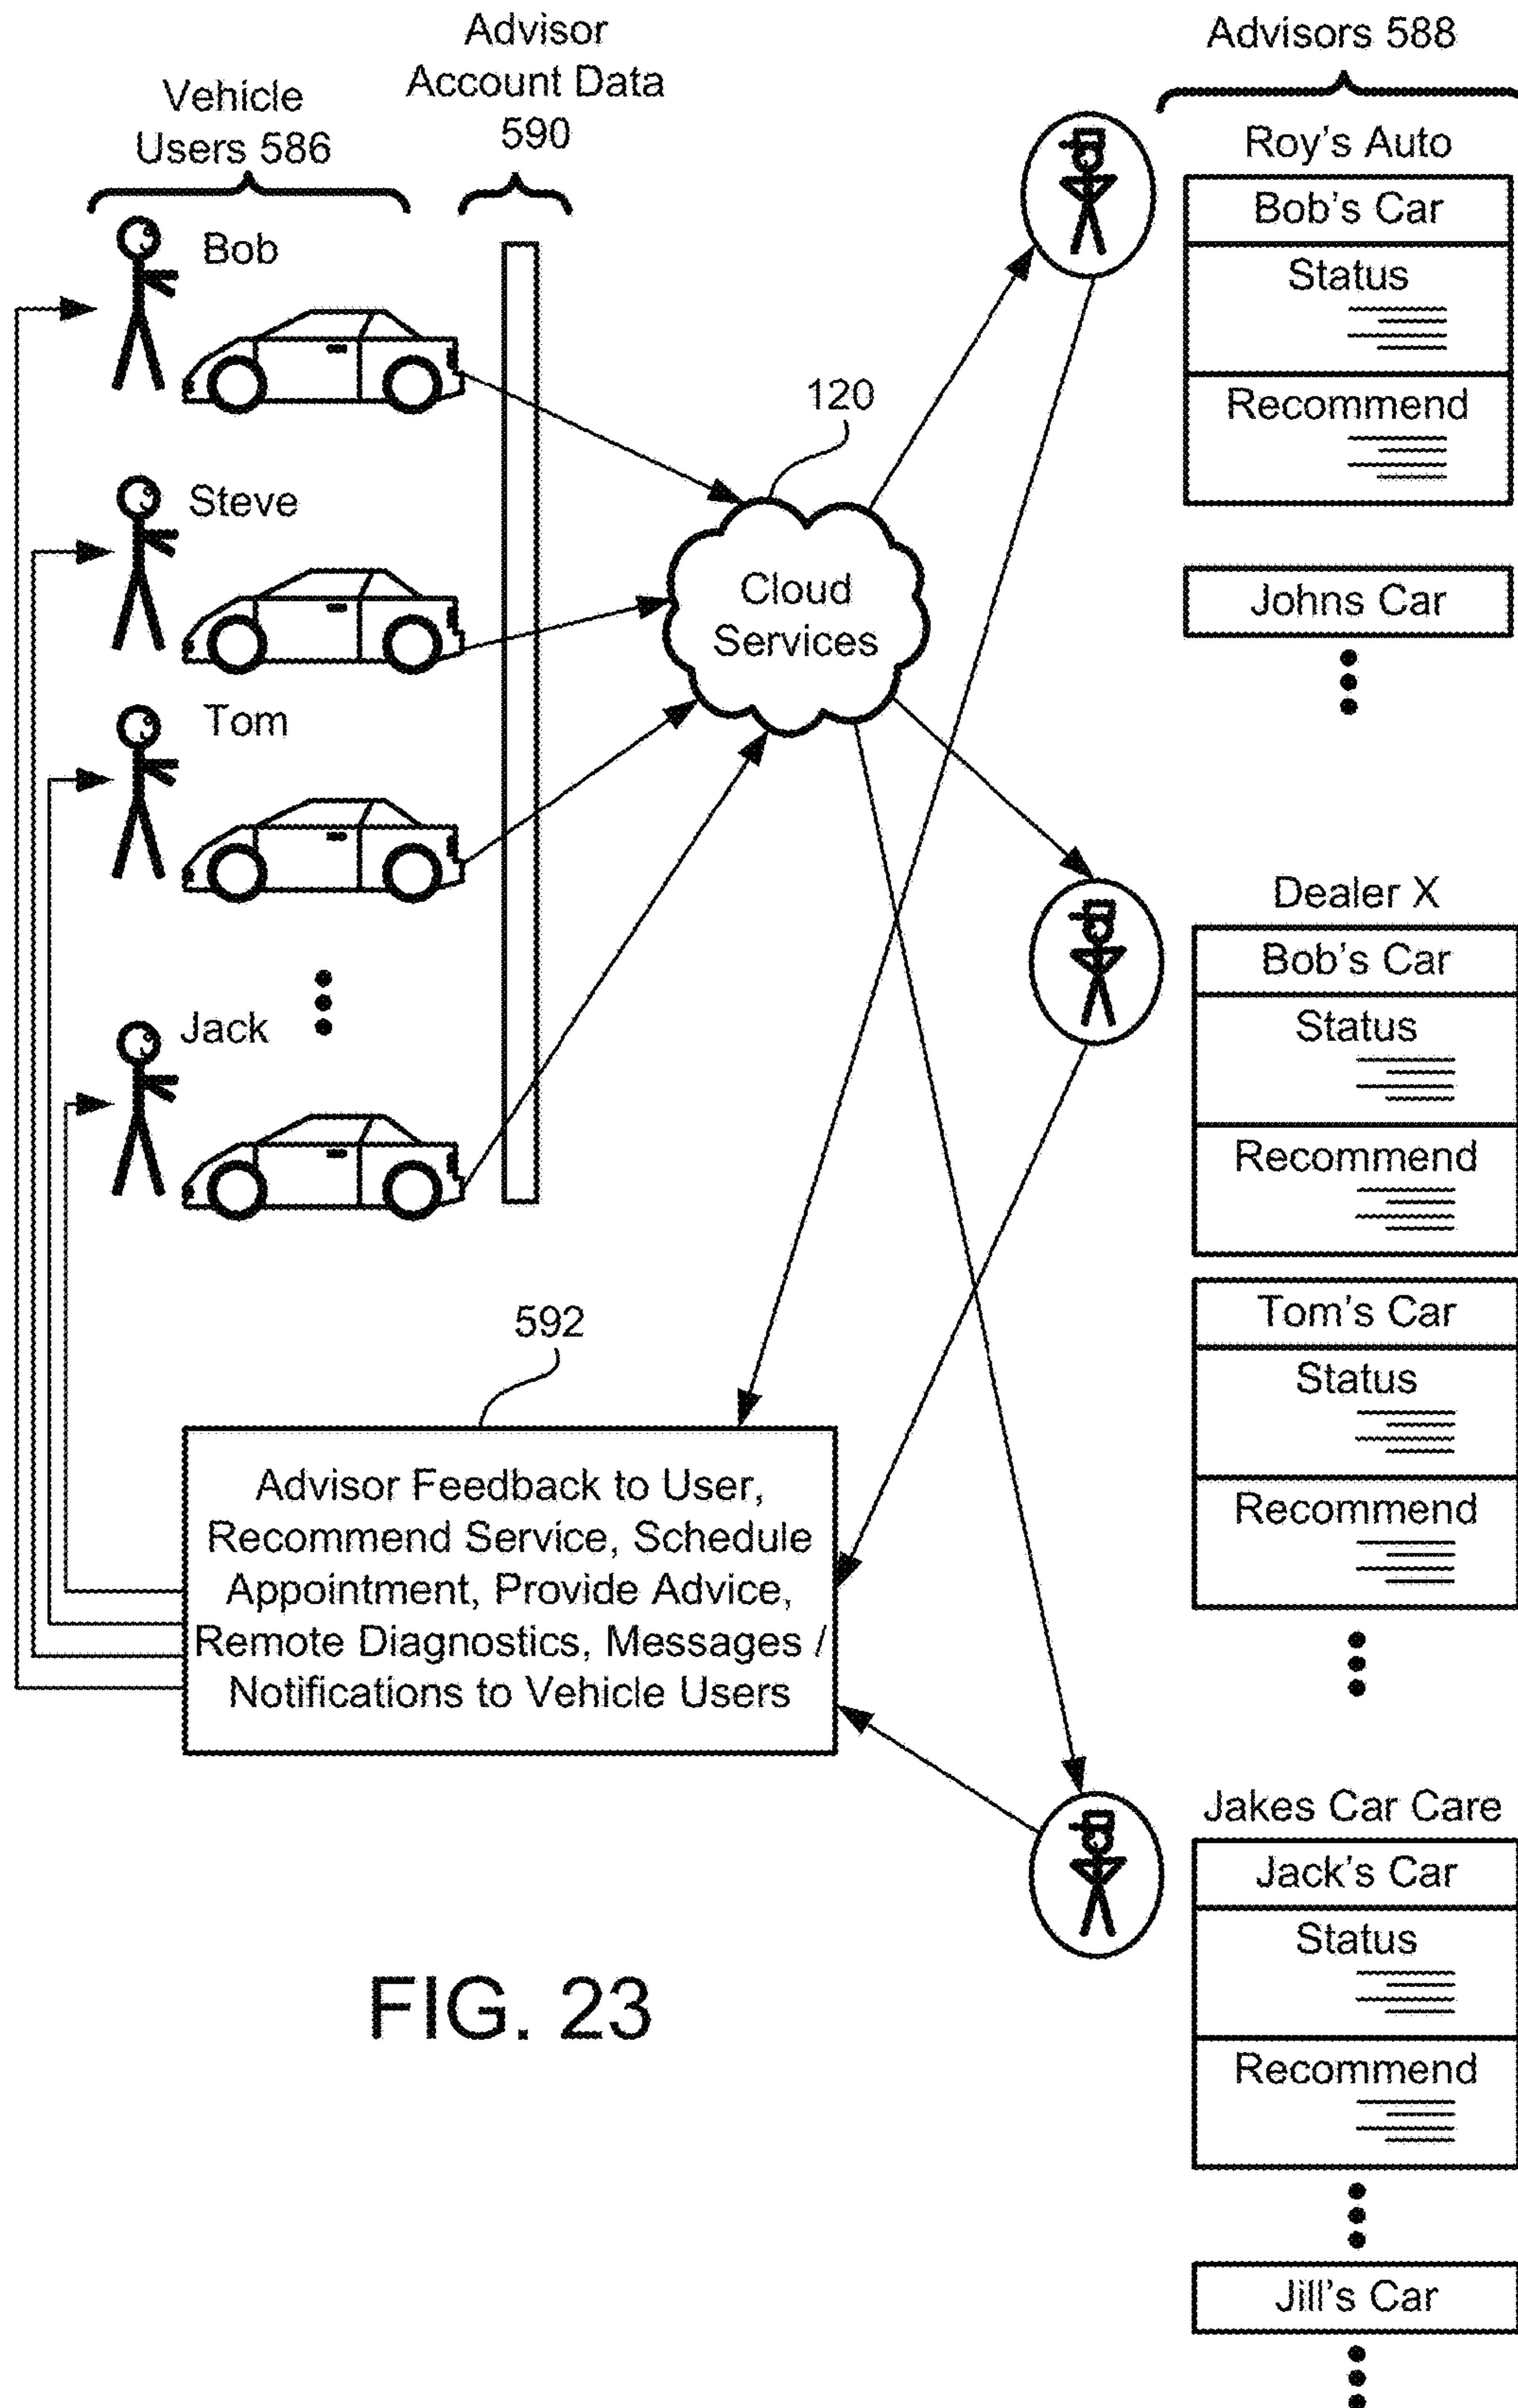 Advisor
Account Data
590
Vehicle
Users 586
Bob
Steve
Tom
Jack
120
Cloud
Services
592
Advisor Feedback to User,
Recommend Service, Schedule
Appointment, Provide Advice,
Remote Diagnostics, Messages /
Notifications to Vehicle Users
Advisors 588
Roy's Auto
Bob's Car
Status
Recommend
Johns Car
Dealer X
Bob's Car
Status
Recommend
Tom's Car
Status
Recommend
Jakes Car Care
Jack's Car
Status
Recommend
Jill's Car
FIG. 23